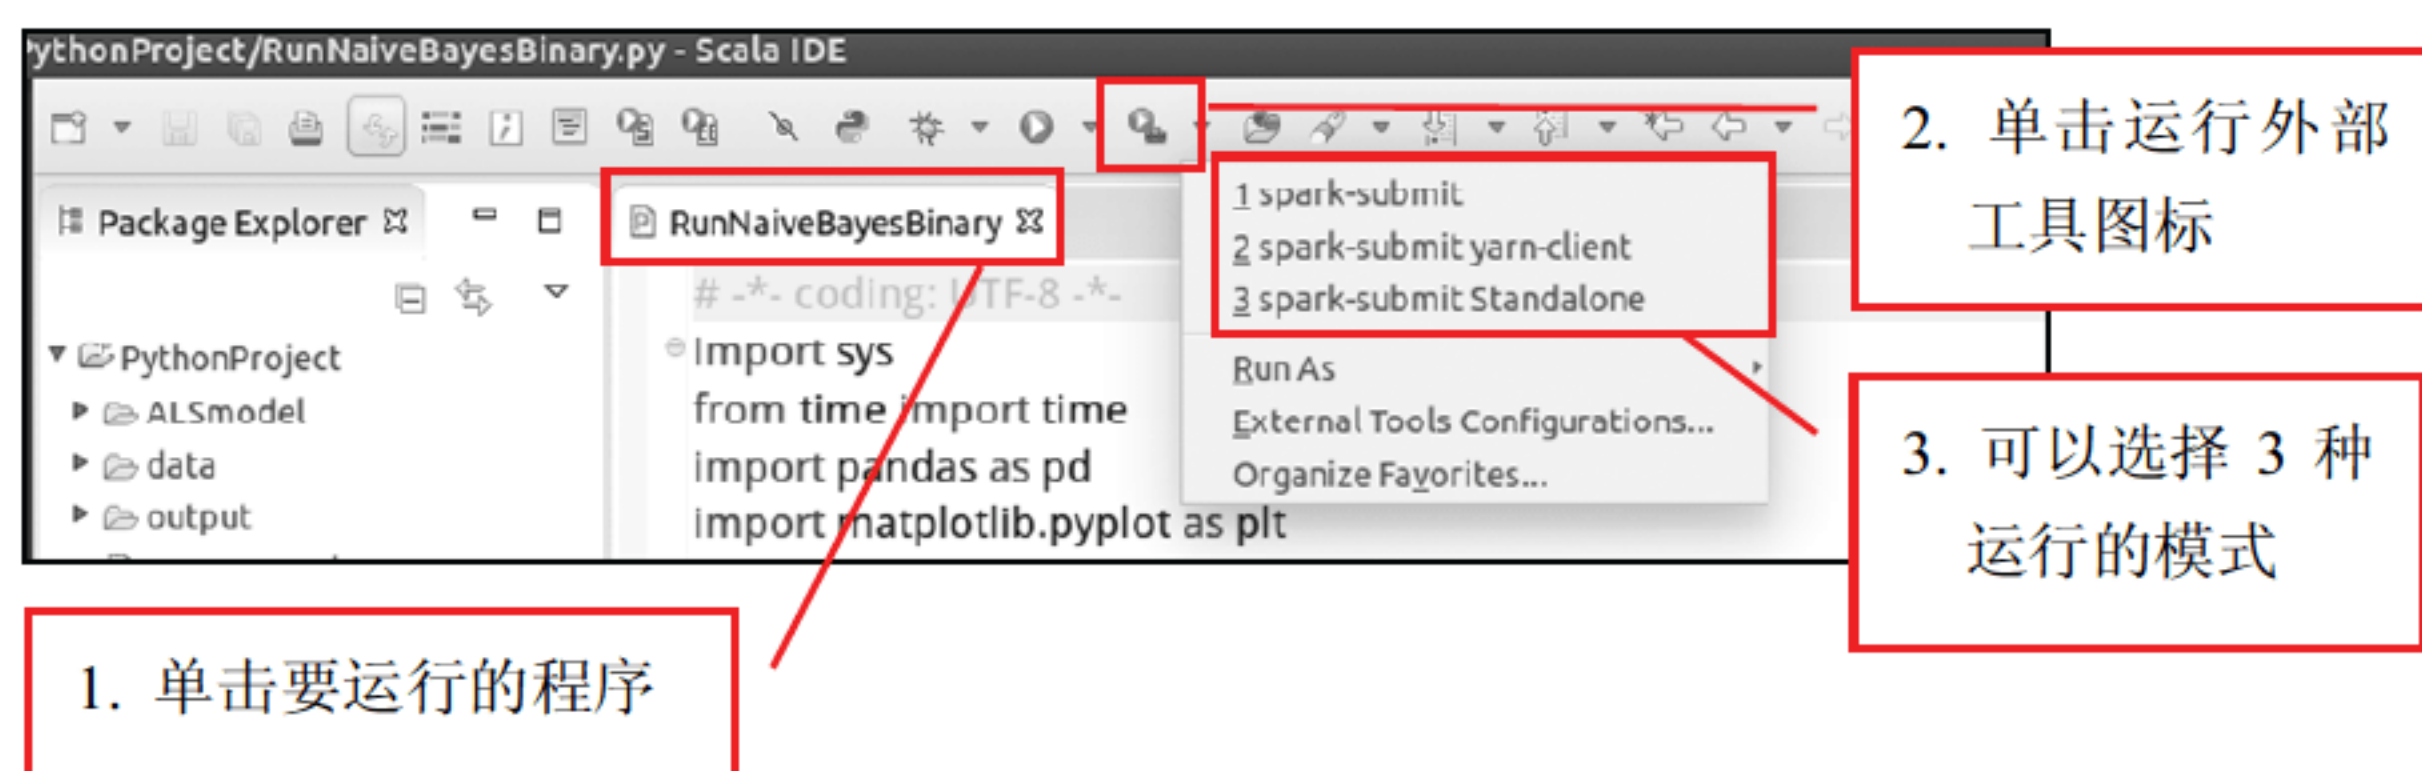 ythonProject/RunNaiveBayesBinary.py - Scala IDE
Package Explorer
RunNaiveBayesBinary
1 spark-submit
2 spark-submit yarn-client
3 spark-submit Standalone
Run As
External Tools Configurations...
Organize Favorites...
PythonProject
ALSmodel
data
output
# -*- coding: UTF-8 -*-
import sys
from time import time
import pandas as pd
import matplotlib.pyplot as plt
1. 单击要运行的程序
2. 单击运行外部
工具图标
3. 可以选择 3 种
运行的模式